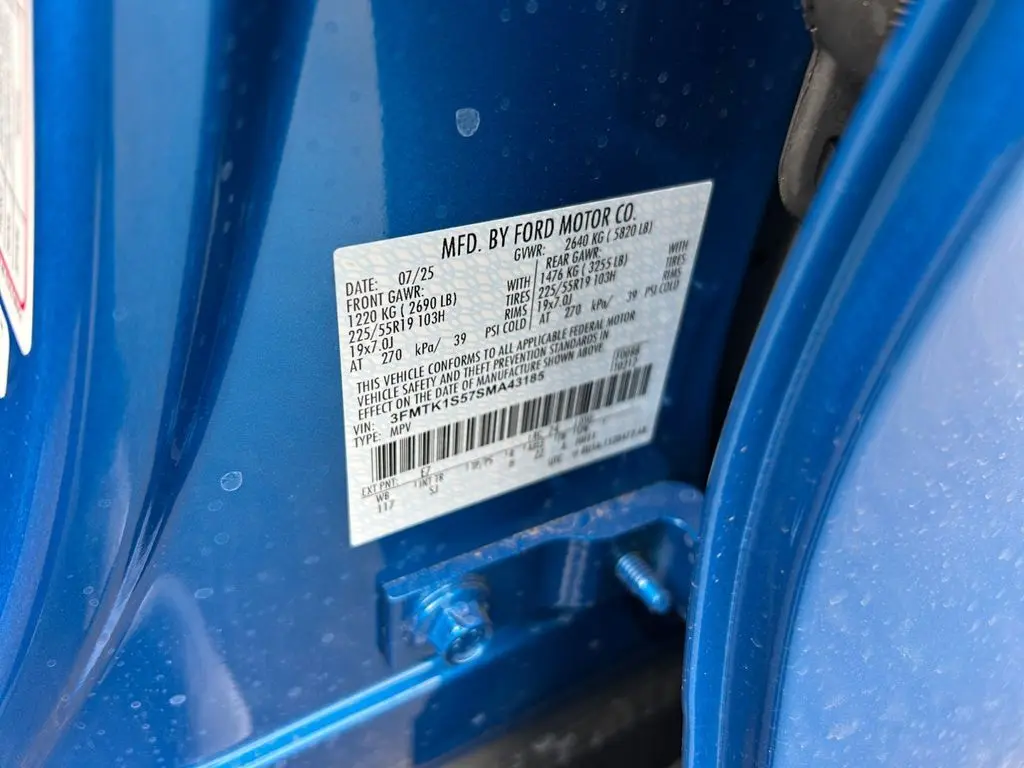 MFD. BY FORD MOTOR CO.
DATE: 07/25 GVWR: 2640 KG ( 5820 LB)
FRONT GAWR: WITH REAR GAWR: WITH
1220 KG ( 2690 LB) TIRES 1476 KG ( 3255 LB) TIRES
225/55R19 103H RIMS 225/55R19 103H RIMS
19x7.0J 19x7.0J
AT 270 kPa/ 39 PSI COLD AT 270 kPa/ 39 PSI COLD
THIS VEHICLE CONFORMS TO ALL APPLICABLE FEDERAL MOTOR
VEHICLE SAFETY AND THEFT PREVENTION STANDARDS IN
EFFECT ON THE DATE OF MANUFACTURE SHOWN ABOVE.
VIN: 3FMTK1S57SMA43185
TYPE: MPV
EXT PNT: E7
WB INT TR
117 SJ